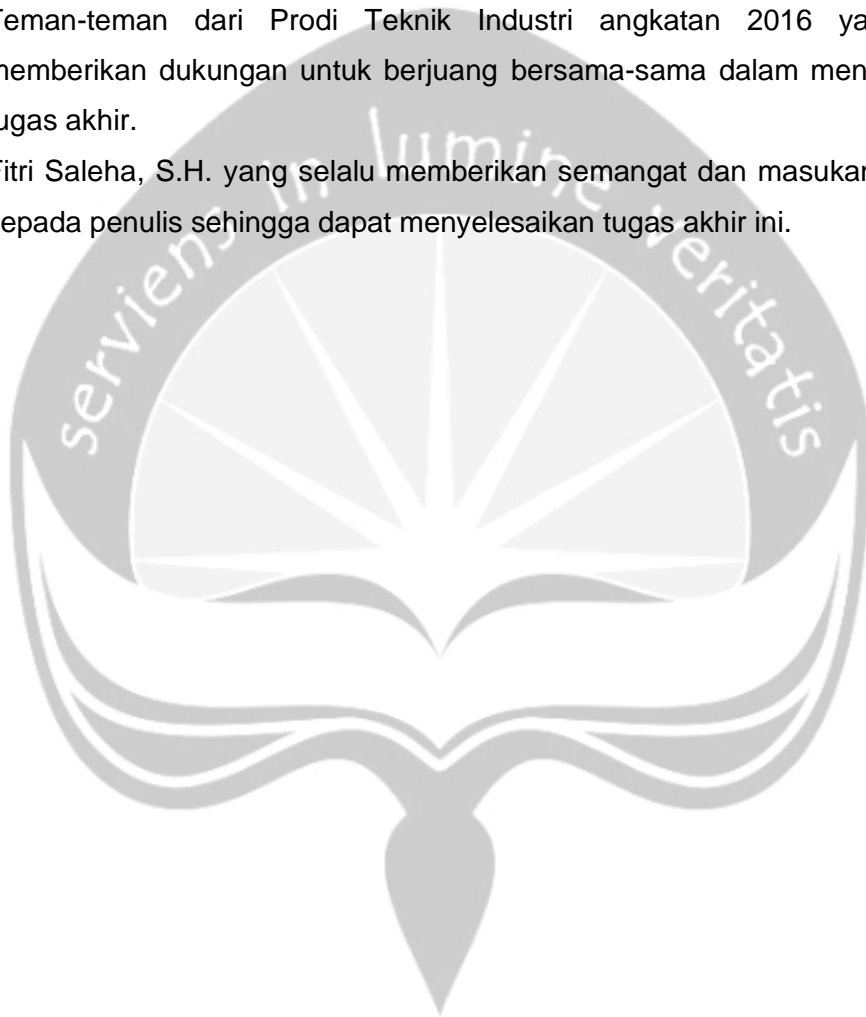 Teman-teman dari Prodi Teknik Industri angkatan 2016 ya
memberikan dukungan untuk berjuang bersama-sama dalam men
tugas akhir.
Fitri Saleha, S.H. yang selalu memberikan semangat dan masukan
kepada penulis sehingga dapat menyelesaikan tugas akhir ini.
serviens in lumine veritatis